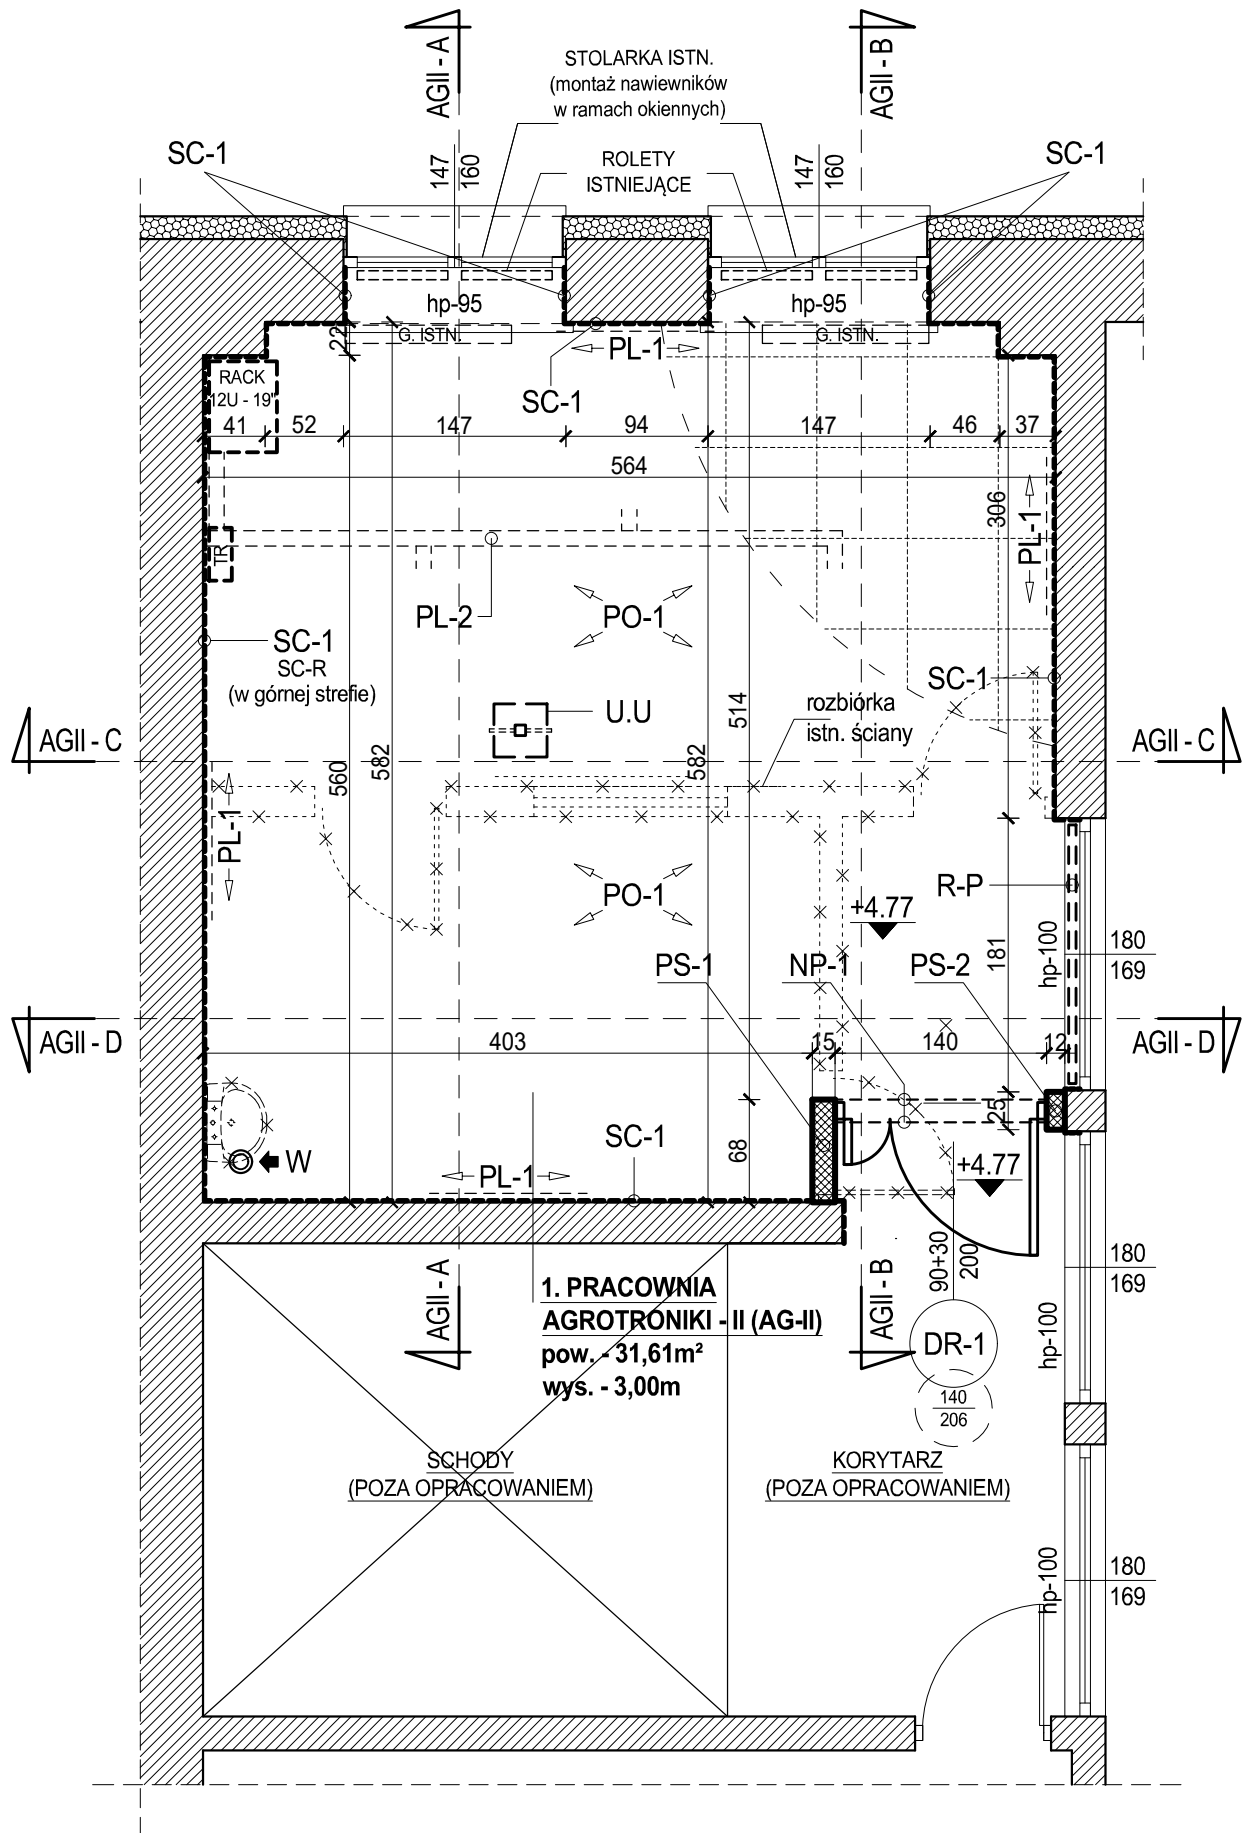 AGII - A
AGII - B
STOLARKA ISTN.
(montaż nawiewników
w ramach okiennych)
SC-1
SC-1
147
160
ROLETY
ISTNIEJĄCE
147
160
hp-95
hp-95
22
G. ISTN.
G. ISTN.
PL-1
RACK
12U - 19"
SC-1
41
52
147
94
147
46
37
564
306
PL-1
TR
PL-2
PO-1
SC-1
SC-R
(w górnej strefie)
SC-1
U.U
514
rozbiórka
istn. ściany
AGII - C
AGII - C
560
582
582
PL-1
PO-1
R-P
+4.77
hp-100
180
169
181
PS-1
NP-1
PS-2
AGII - D
AGII - D
403
15
140
12
25
SC-1
68
W
PL-1
+4.77
AGII - A
AGII - B
90+30
200
180
169
hp-100
1. PRACOWNIA
AGROTRONIKI - II (AG-II)
pow. - 31,61m²
wys. - 3,00m
DR-1
140
206
SCHODY
(POZA OPRACOWANIEM)
KORYTARZ
(POZA OPRACOWANIEM)
hp-100
180
169